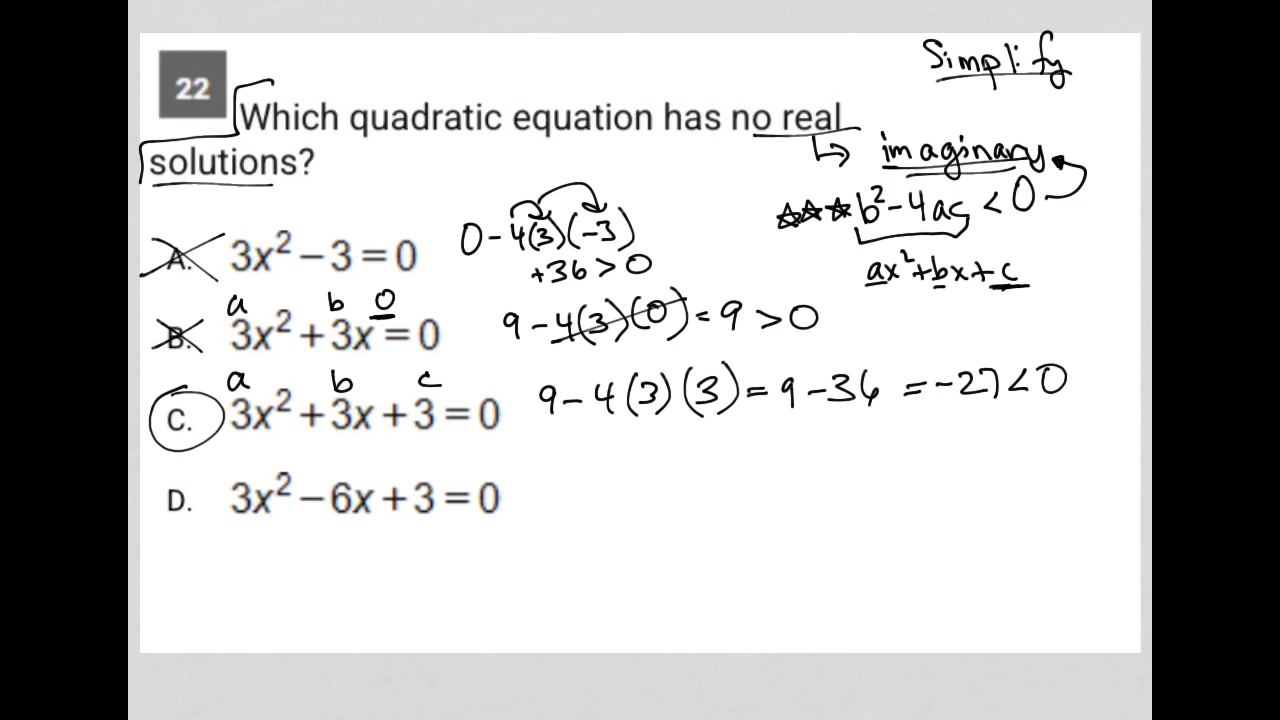 Simplify
22
Which quadratic equation has no real
solutions?
↳ imaginary
☆☆☆ b² - 4ac < 0
ax² + bx + c
A. 3x² − 3 = 0
0 - 4(3)(-3)
+36 > 0
a b 0
B. 3x² + 3x = 0
9 - 4(3)(0) = 9 > 0
a b c
C. 3x² + 3x + 3 = 0
9 - 4(3)(3) = 9 - 36 = -27 < 0
D. 3x² − 6x + 3 = 0